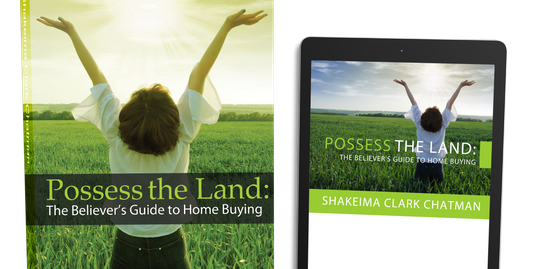 Possess the Land:
The Believer's Guide to Home Buying
POSSESS THE LAND:
THE BELIEVER'S GUIDE TO HOME BUYING
SHAKEIMA CLARK CHATMAN